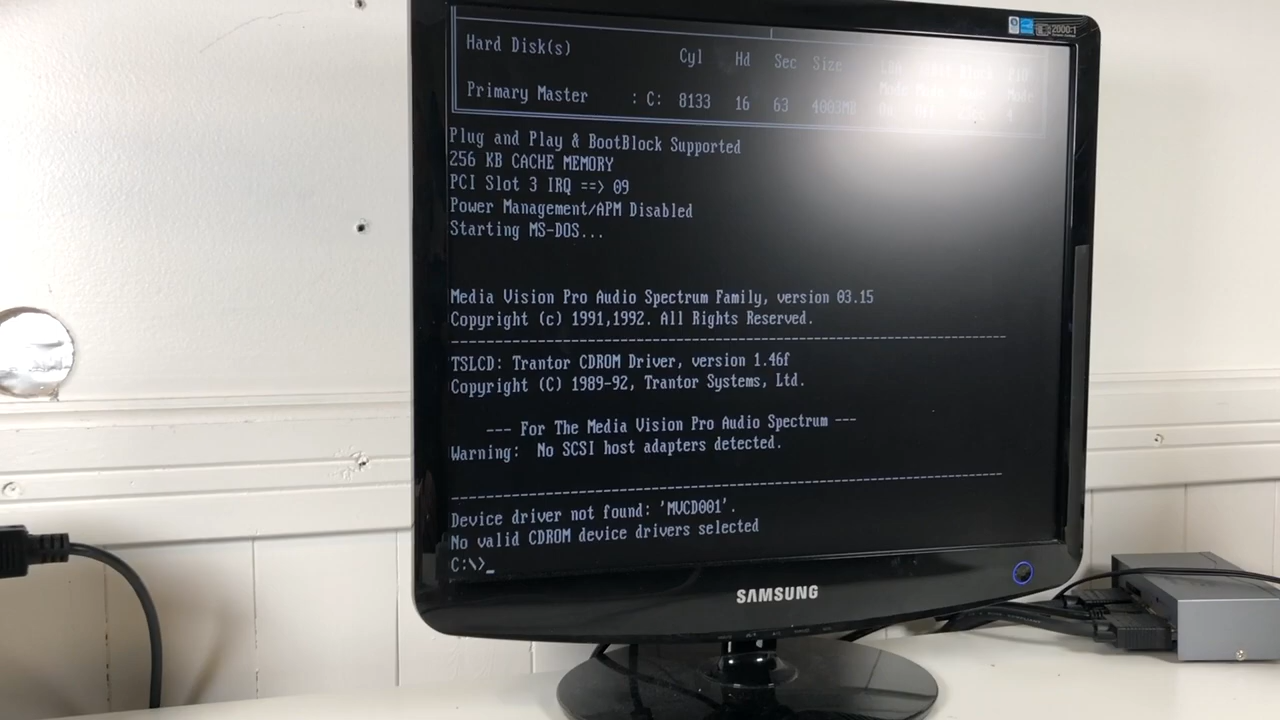 2000:1
Hard Disk(s) Cyl Hd Sec Size
Primary Master : C: 8133 16 63 4003MB
Plug and Play & BootBlock Supported
256 KB CACHE MEMORY
PCI Slot 3 IRQ ==> 09
Power Management/APM Disabled
Starting MS-DOS...
Media Vision Pro Audio Spectrum Family, version 03.15
Copyright (c) 1991,1992. All Rights Reserved.
TSLCD: Trantor CDROM Driver, version 1.46f
Copyright (C) 1989-92, Trantor Systems, Ltd.
--- For The Media Vision Pro Audio Spectrum ---
Warning: No SCSI host adapters detected.
Device driver not found: 'MVCD001'.
No valid CDROM device drivers selected
C:\>_
SAMSUNG